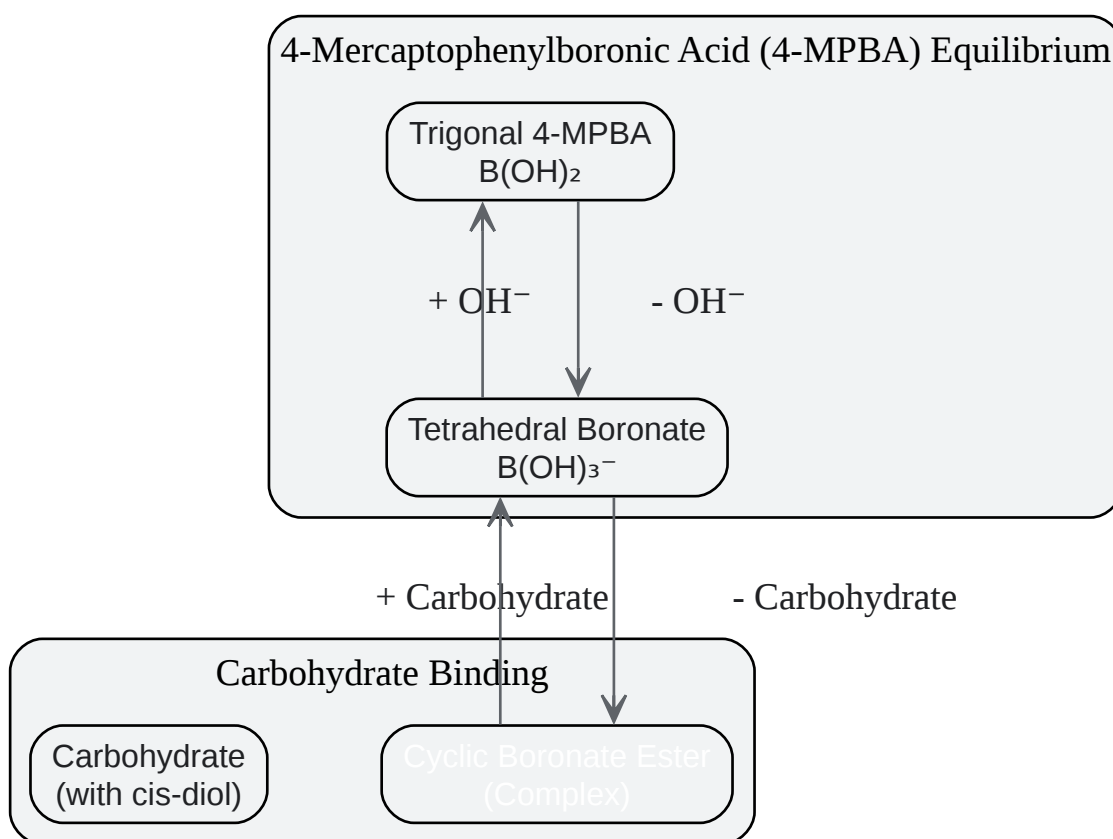 4-Mercaptophenylboronic Acid (4-MPBA) Equilibrium
Trigonal 4-MPBA
B(OH)₂
+ OH⁻
- OH⁻
Tetrahedral Boronate
B(OH)₃⁻
+ Carbohydrate
- Carbohydrate
Carbohydrate Binding
Carbohydrate
(with cis-diol)
Cyclic Boronate Ester
(Complex)